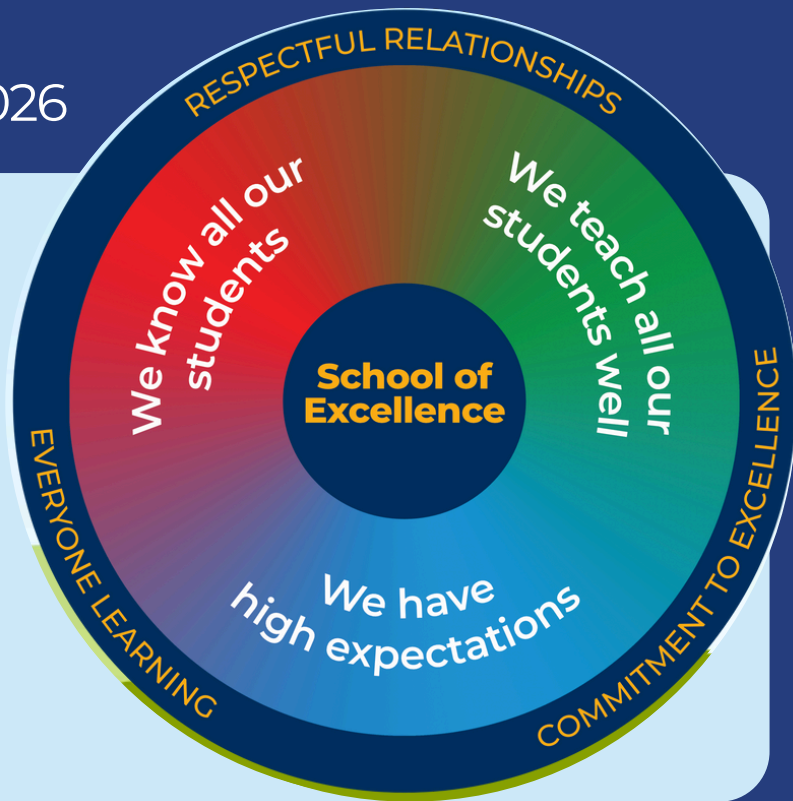 026
RESPECTFUL RELATIONSHIPS
We know all our
students
We teach all our
students well
School of
Excellence
We have
high expectations
EVERYONE LEARNING
COMMITMENT TO EXCELLENCE